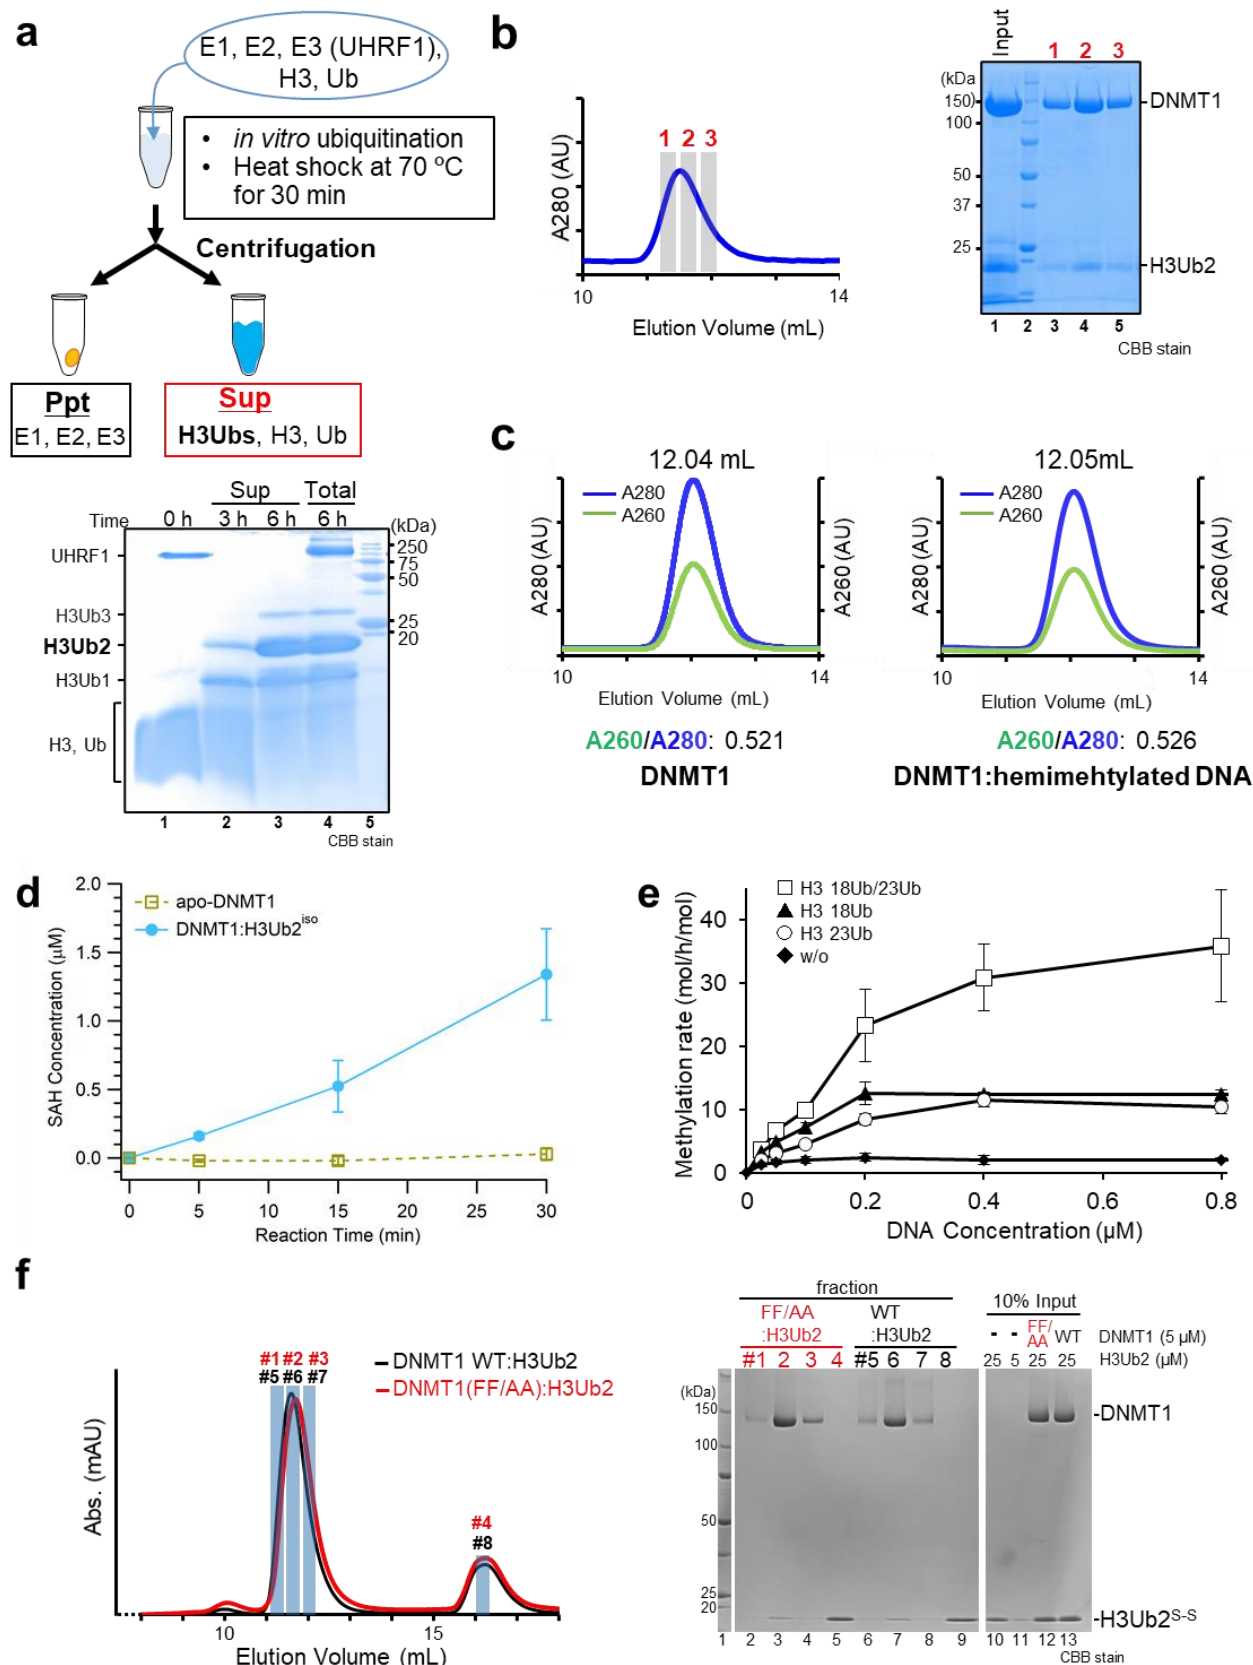 a
E1, E2, E3 (UHRF1),
H3, Ub
• in vitro ubiquitination
• Heat shock at 70 °C
for 30 min
Centrifugation
Ppt
E1, E2, E3
Sup
H3Ubs, H3, Ub
Sup Total
Time 0 h 3 h 6 h 6 h
(kDa)
UHRF1
250
75
50
H3Ub3
25
20
H3Ub2
H3Ub1
H3, Ub
1 2 3 4 5
CBB stain
b
1 2 3
A280 (AU)
10 14
Elution Volume (mL)
Input 1 2 3
(kDa
150)
100
50
37
25
DNMT1
H3Ub2
1 2 3 4 5
CBB stain
c
12.04 mL
A280
A260
A280 (AU)
A260 (AU)
10 14
Elution Volume (mL)
A260/A280: 0.521
DNMT1
12.05mL
A280
A260
A280 (AU)
A260 (AU)
10 14
Elution Volume (mL)
A260/A280: 0.526
DNMT1:hemimehtylated DNA
d
apo-DNMT1
DNMT1:H3Ub2iso
SAH Concentration (µM)
2.0
1.5
1.0
0.5
0.0
0 5 10 15 20 25 30
Reaction Time (min)
e
H3 18Ub/23Ub
H3 18Ub
H3 23Ub
w/o
Methylation rate (mol/h/mol)
40
30
20
10
0
0 0.2 0.4 0.6 0.8
DNA Concentration (µM)
f
#1 #2 #3
#5 #6 #7
DNMT1 WT:H3Ub2
DNMT1(FF/AA):H3Ub2
#4
#8
Abs. (mAU)
10 15
Elution Volume (mL)
fraction
FF/AA :H3Ub2
WT :H3Ub2
#1 2 3 4 #5 6 7 8
10% Input
- - FF/AA WT DNMT1 (5 µM)
25 5 25 25 H3Ub2 (µM)
(kDa)
150
100
50
25
20
-DNMT1
-H3Ub2S-S
1 2 3 4 5 6 7 8 9 10 11 12 13
CBB stain